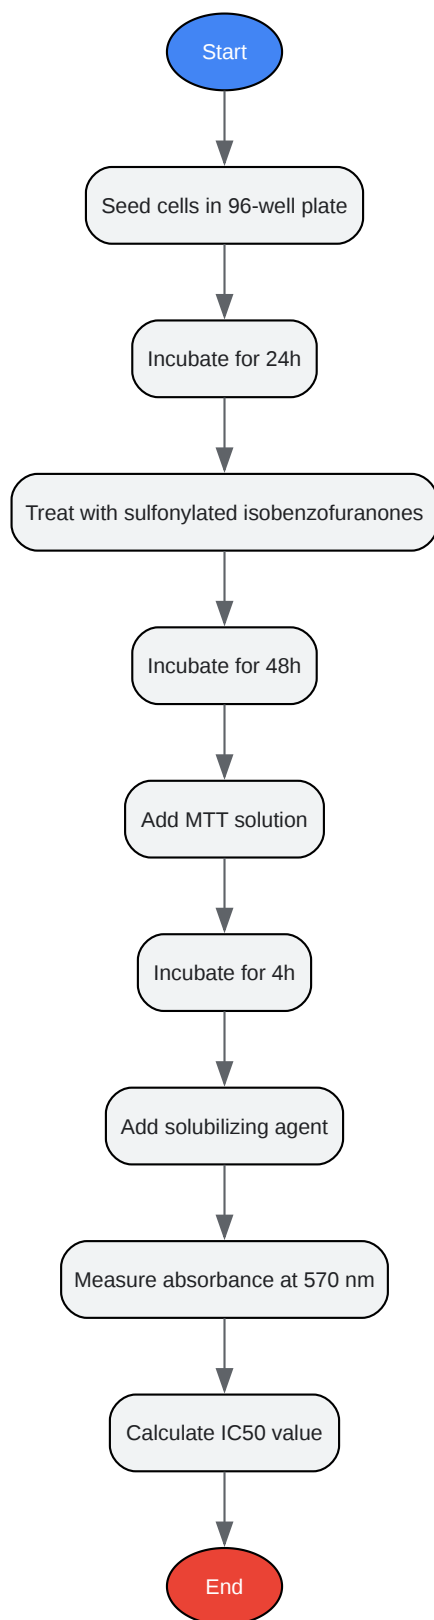 Start
Seed cells in 96-well plate
Incubate for 24h
Treat with sulfonylated isobenzofuranones
Incubate for 48h
Add MTT solution
Incubate for 4h
Add solubilizing agent
Measure absorbance at 570 nm
Calculate IC50 value
End